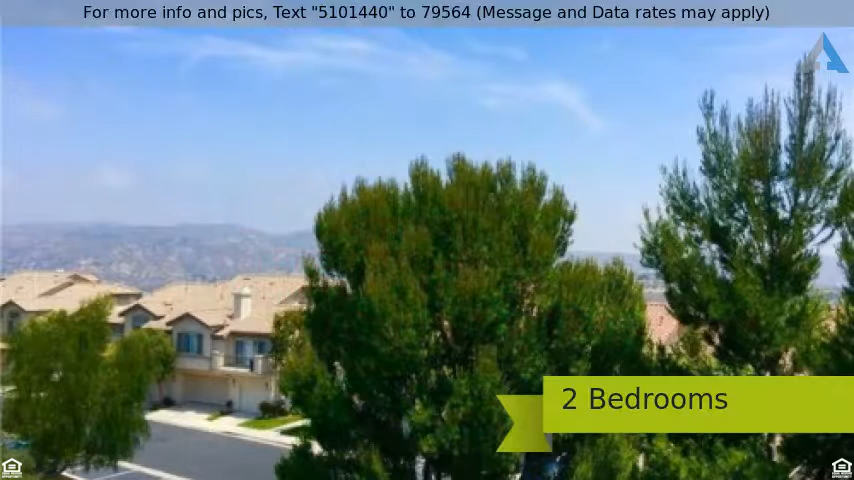 For more info and pics, Text "5101440" to 79564 (Message and Data rates may apply)
2 Bedrooms